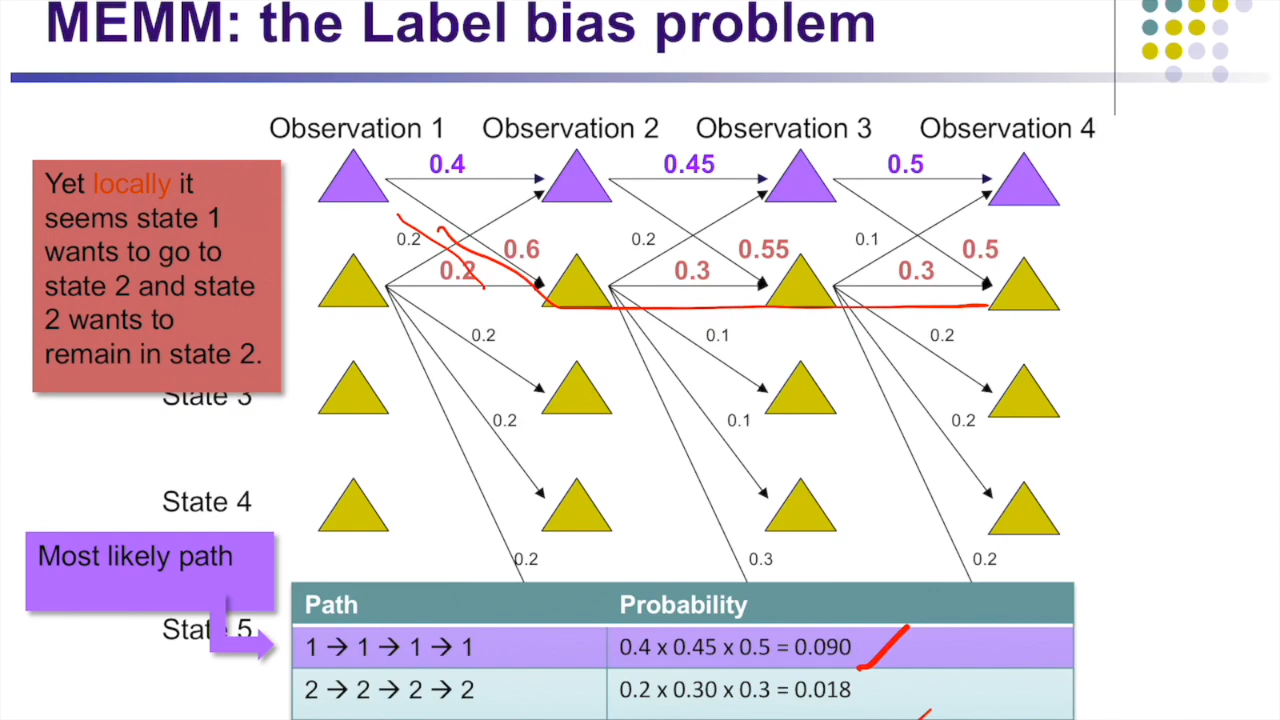 MEMM: the Label bias problem
Observation 1 Observation 2 Observation 3 Observation 4
Yet locally it
seems state 1
wants to go to
state 2 and state
2 wants to
remain in state 2.
0.4 0.45 0.5
0.2 0.6 0.2 0.55 0.1 0.5
0.2 0.3 0.3
0.2 0.1 0.2
State 3
0.2 0.1 0.2
State 4
0.2 0.3 0.2
Most likely path
State 5
Path Probability
1 → 1 → 1 → 1 0.4 x 0.45 x 0.5 = 0.090
2 → 2 → 2 → 2 0.2 x 0.30 x 0.3 = 0.018